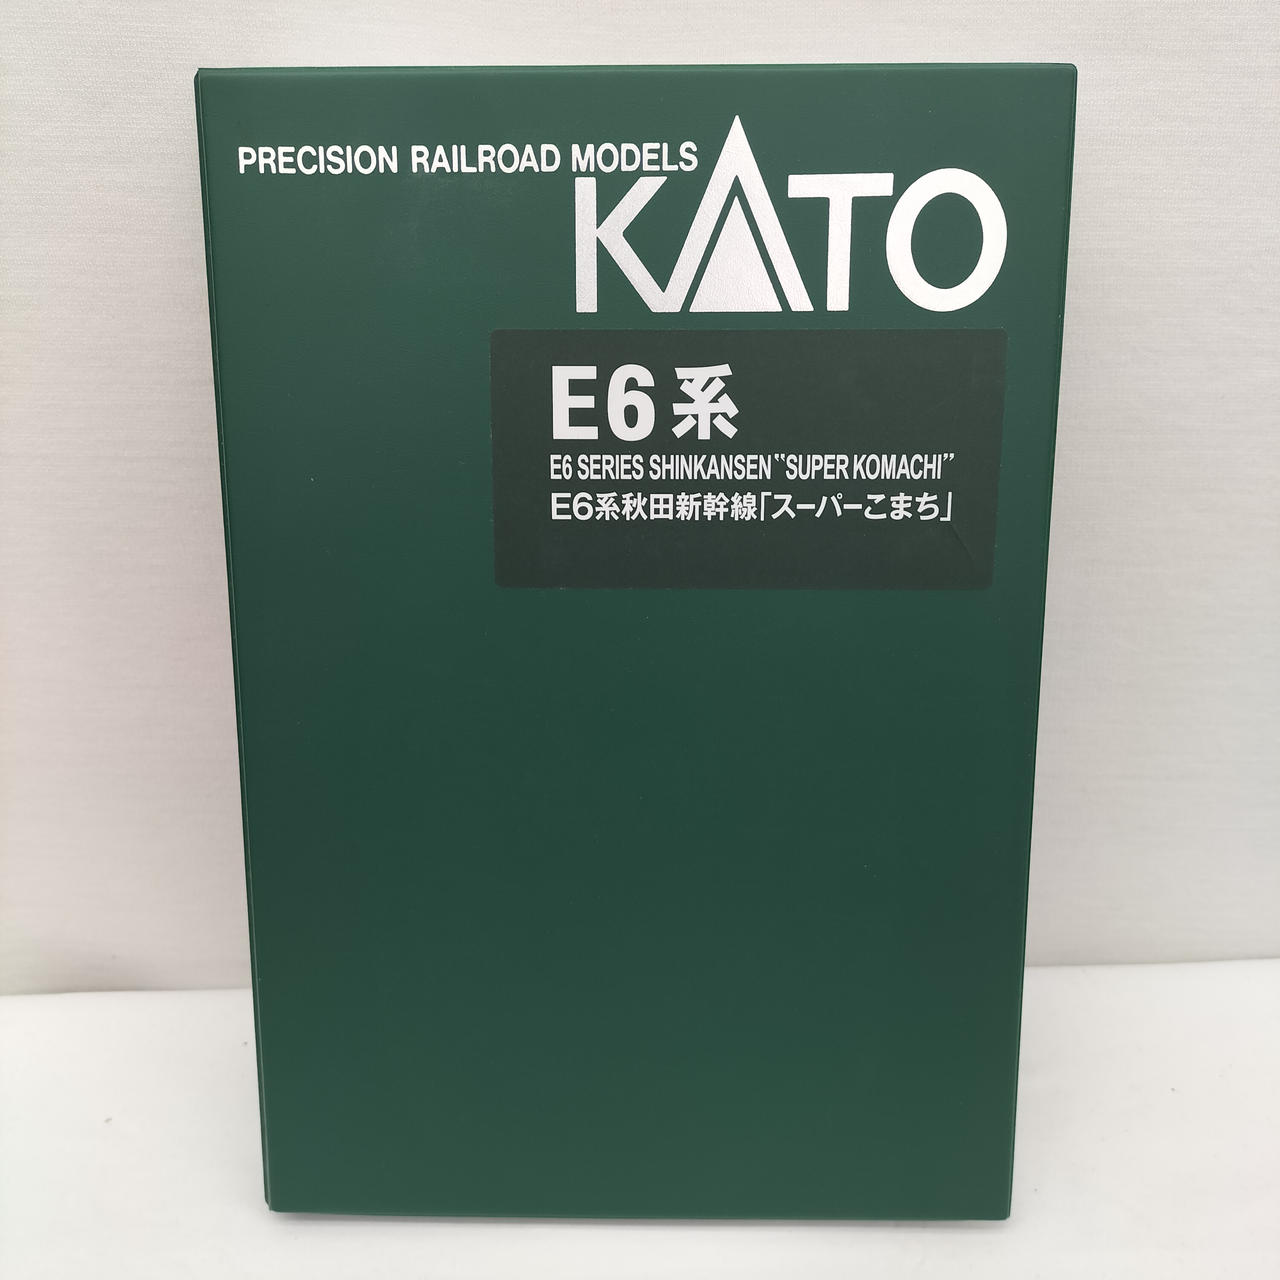 PRECISION RAILROAD MODELS
KATO
E6系
E6 SERIES SHINKANSEN "SUPER KOMACHI"
E6系秋田新幹線「スーパーこまち」